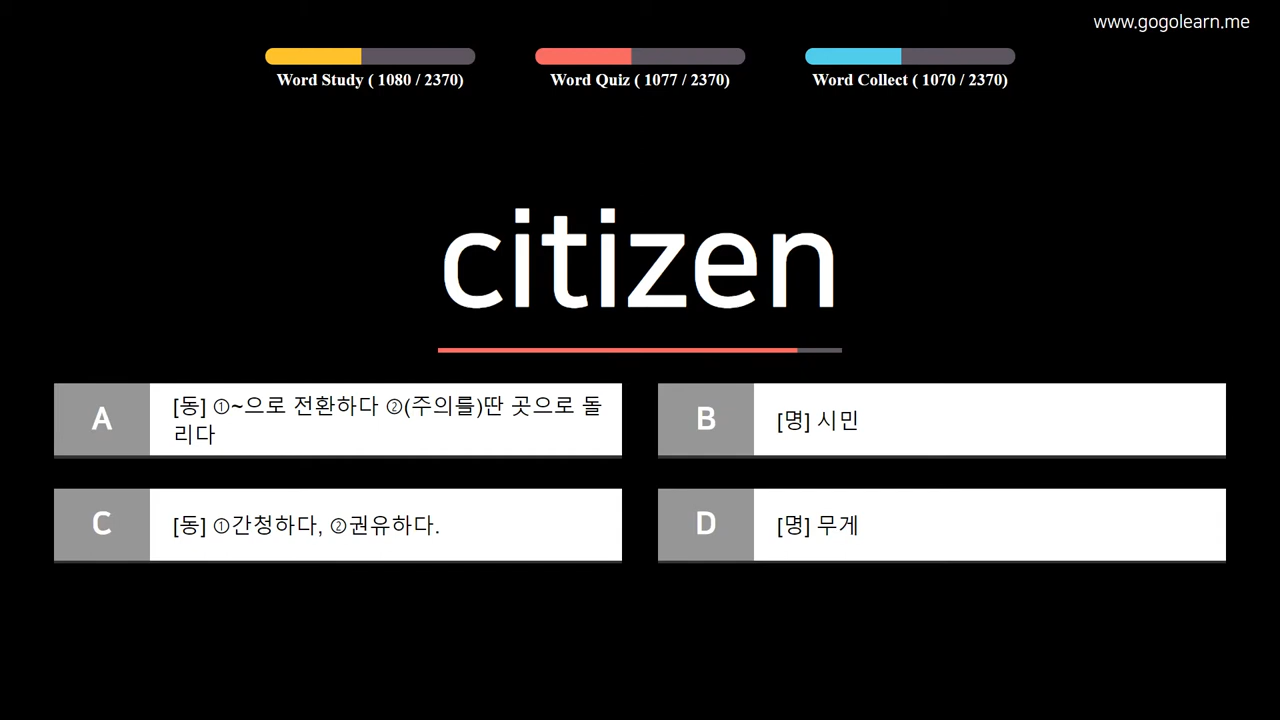 www.gogolearn.me
Word Study ( 1080 / 2370)
Word Quiz ( 1077 / 2370)
Word Collect ( 1070 / 2370)
citizen
A
[동] ①~으로 전환하다 ②(주의를)딴 곳으로 돌
리다
B
[명] 시민
C
[동] ①간청하다, ②권유하다.
D
[명] 무게